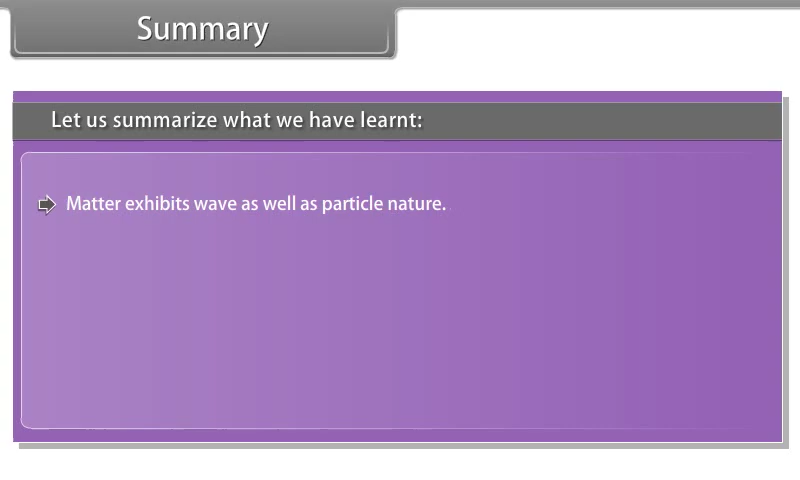 Summary
Let us summarize what we have learnt:
Matter exhibits wave as well as particle nature.